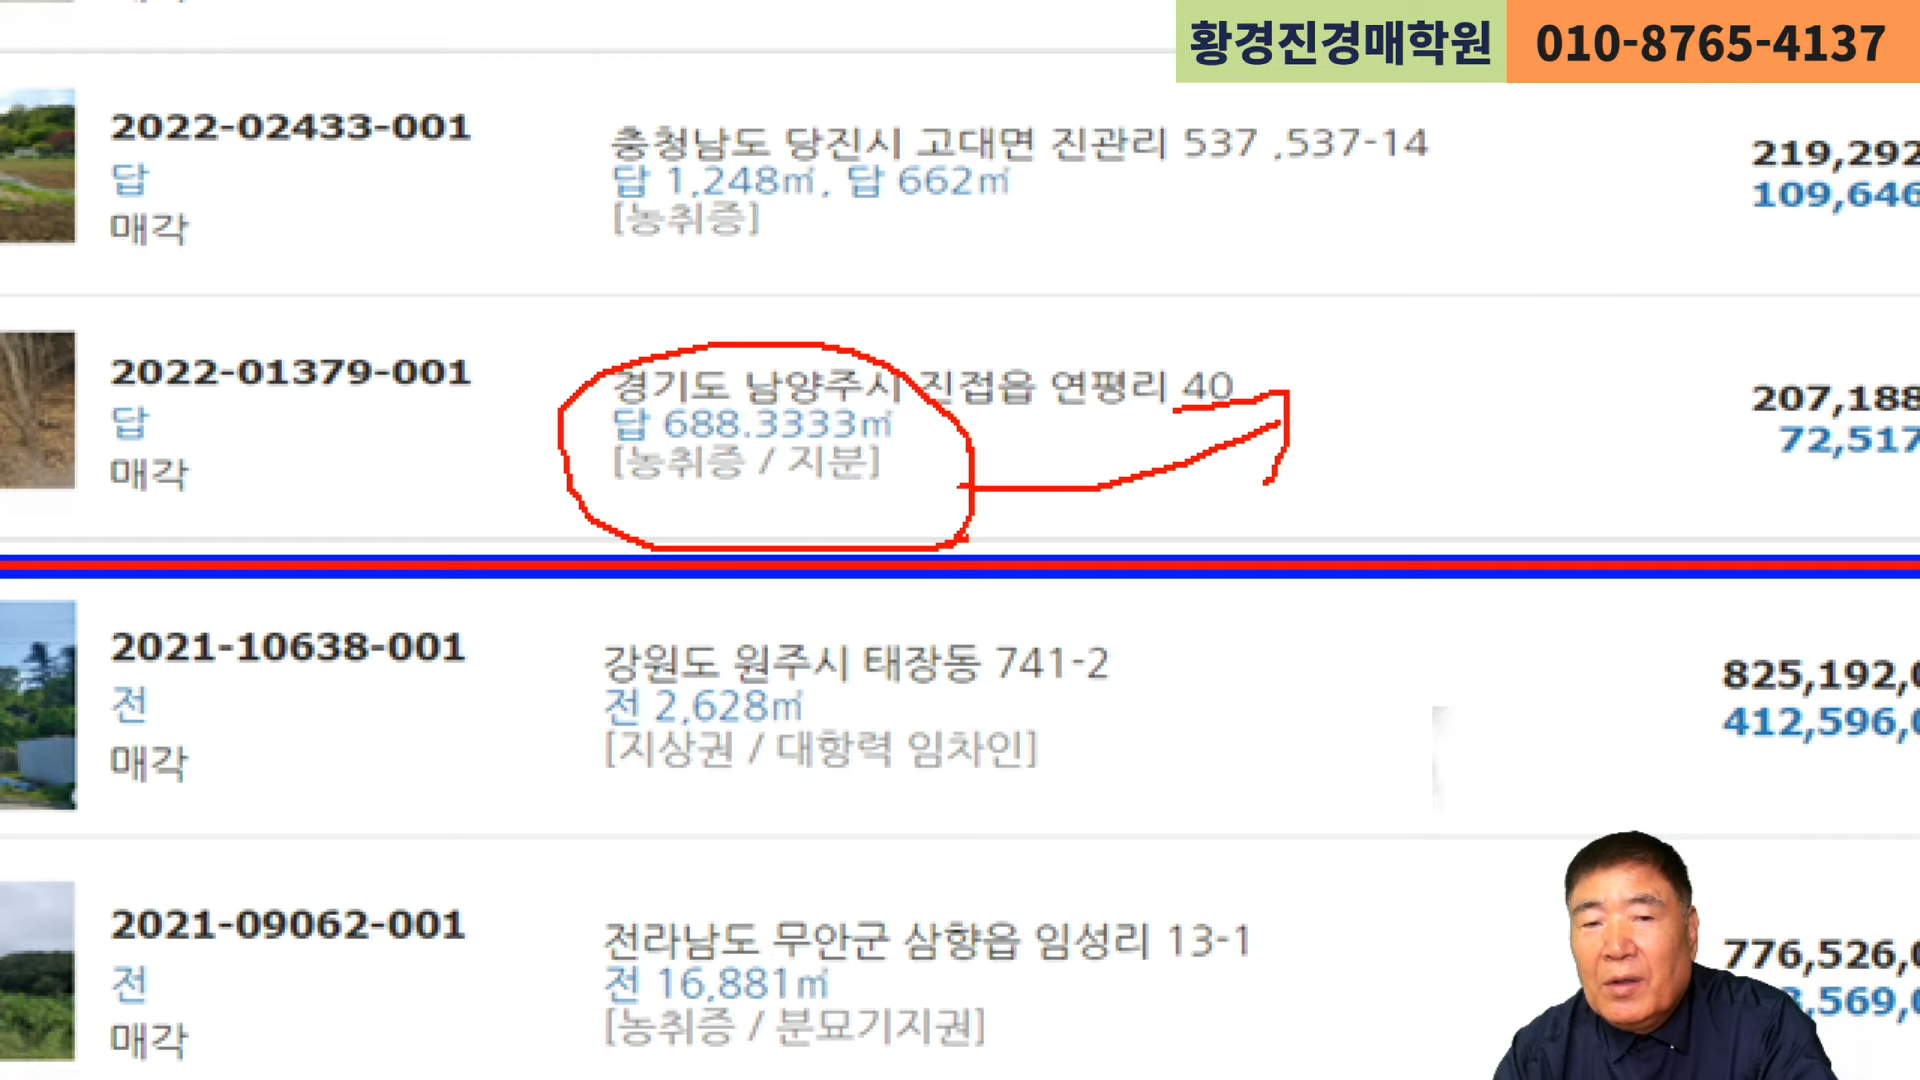 황경진경매학원 010-8765-4137
2022-02433-001
답
매각
충청남도 당진시 고대면 진관리 537 ,537-14
답 1,248㎡, 답 662㎡
[농취증]
219,292
109,646
2022-01379-001
답
매각
경기도 남양주시 진접읍 연평리 40
답 688.3333㎡
[농취증 / 지분]
207,188
72,517
2021-10638-001
전
매각
강원도 원주시 태장동 741-2
전 2,628㎡
[지상권 / 대항력 임차인]
825,192,0
412,596,0
2021-09062-001
전
매각
전라남도 무안군 삼향읍 임성리 13-1
전 16,881㎡
[농취증 / 분묘기지권]
776,526,0
,569,0